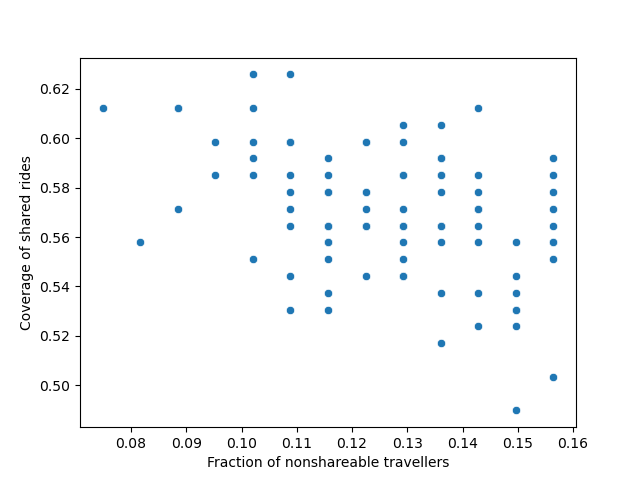 0.62
0.60
0.58
0.56
0.54
0.52
0.50
Coverage of shared rides
0.08 0.09 0.10 0.11 0.12 0.13 0.14 0.15 0.16
Fraction of nonshareable travellers